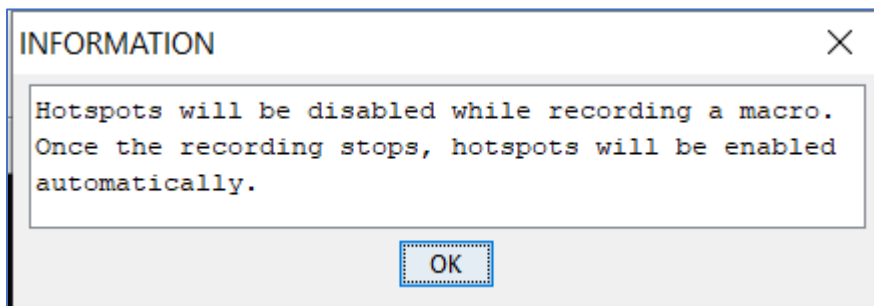 INFORMATION
Hotspots will be disabled while recording a macro.
Once the recording stops, hotspots will be enabled
automatically.
OK